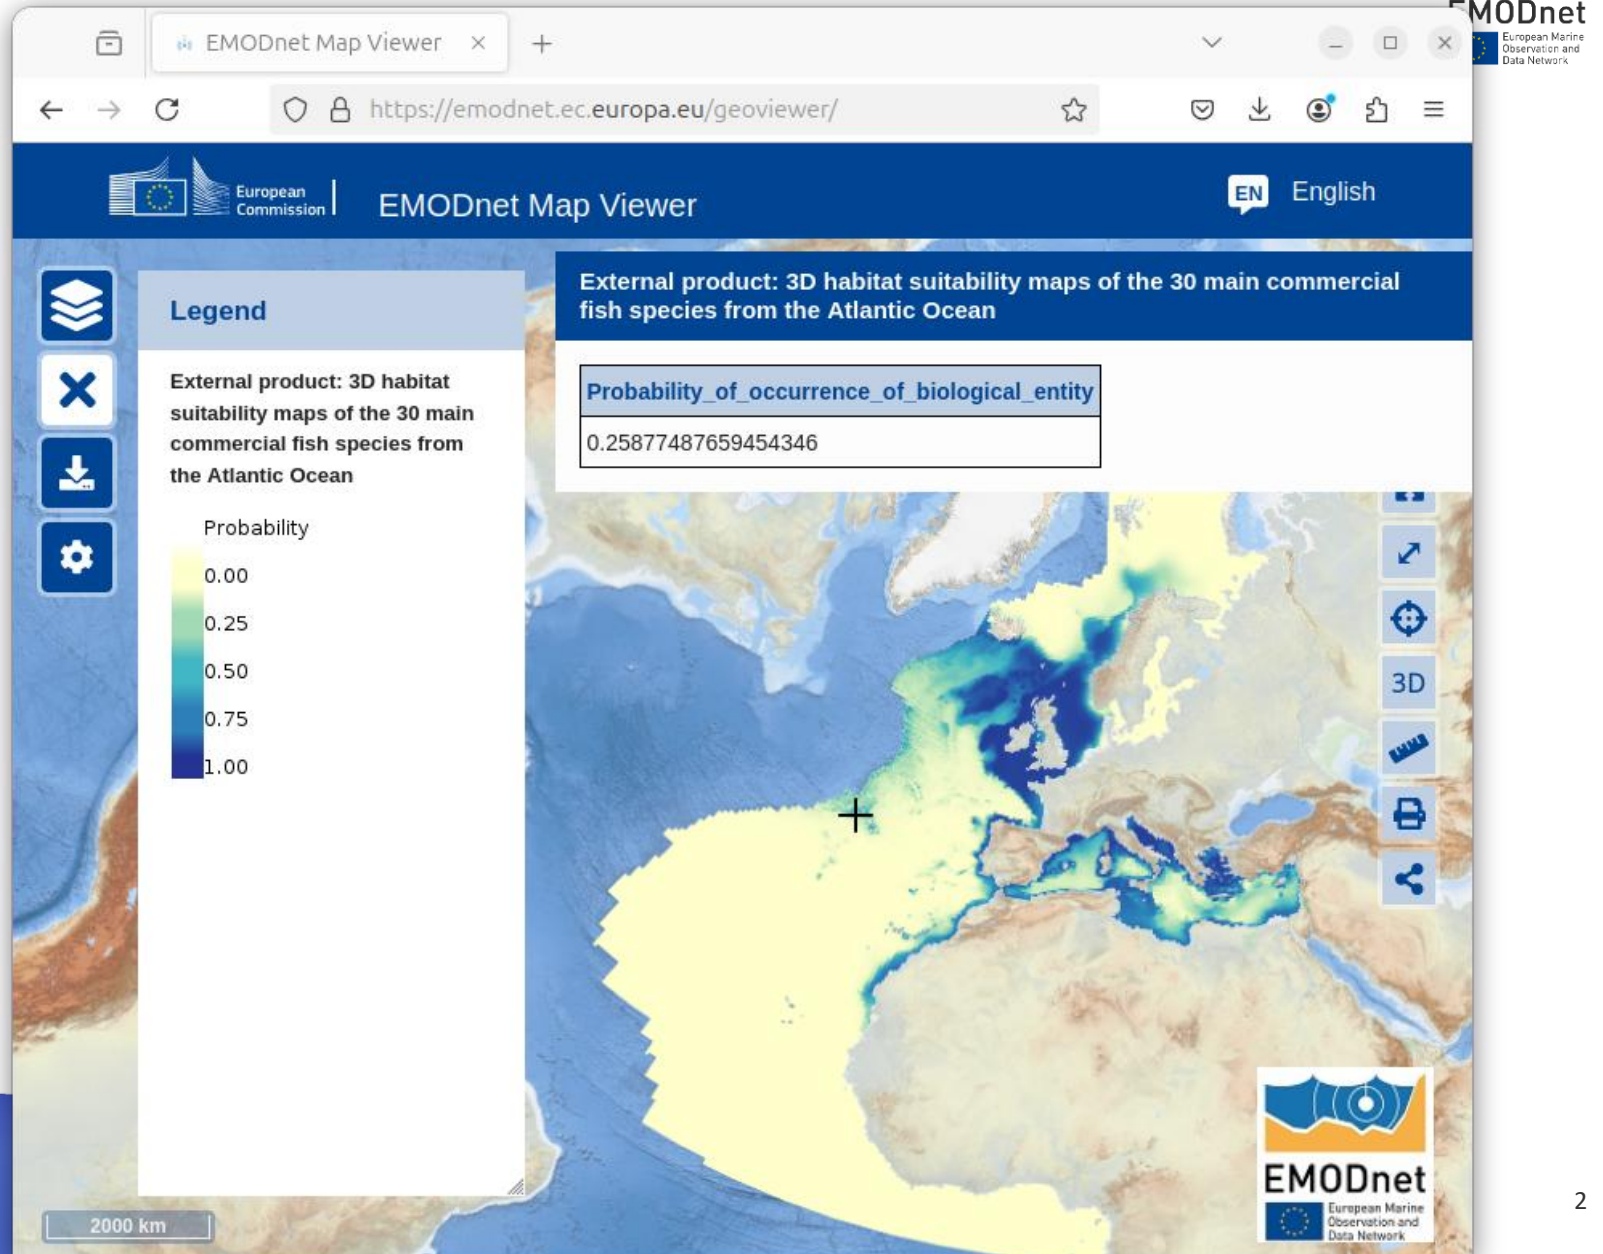 EMODnet
European Marine
Observation and
Data Network
EMODnet Map Viewer
https://emodnet.ec.europa.eu/geoviewer/
European
Commission
EMODnet Map Viewer
EN English
Legend
External product: 3D habitat
suitability maps of the 30 main
commercial fish species from
the Atlantic Ocean
Probability
0.00
0.25
0.50
0.75
1.00
External product: 3D habitat suitability maps of the 30 main commercial
fish species from the Atlantic Ocean
Probability_of_occurrence_of_biological_entity
0.25877487659454346
3D
2000 km
EMODnet
European Marine
Observation and
Data Network
2